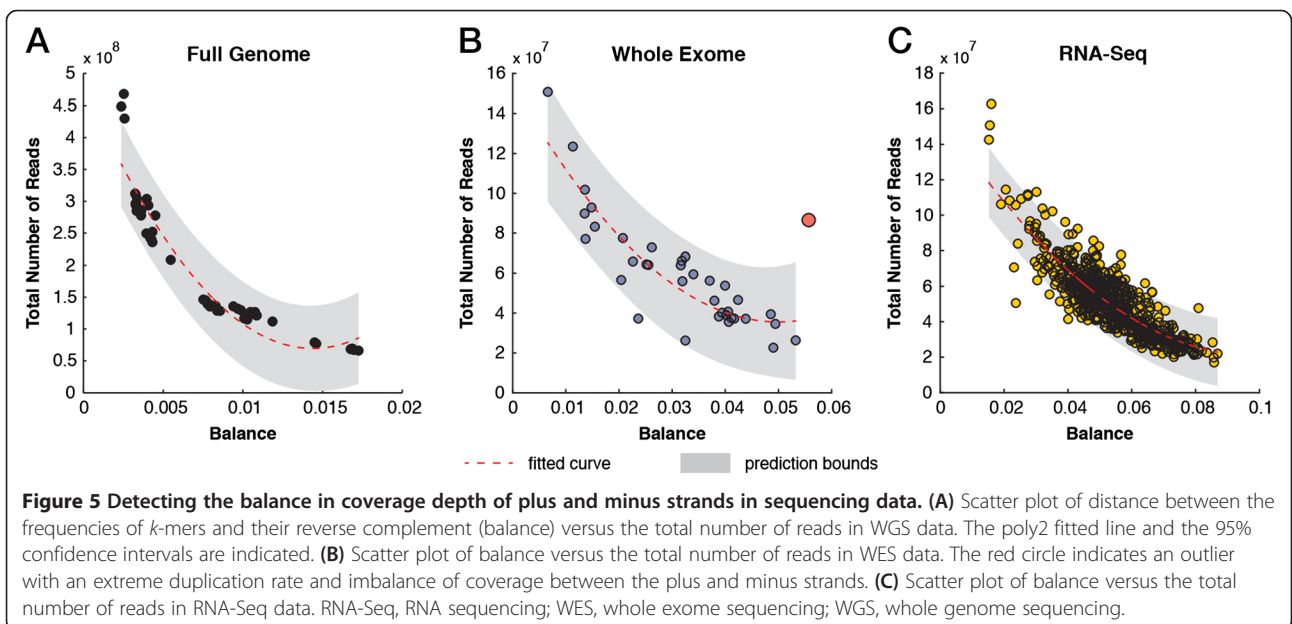 A
Full Genome
x 10^8
5
4.5
4
3.5
3
2.5
2
1.5
1
0.5
0
Total Number of Reads
0
0.005
0.01
0.015
0.02
Balance
B
Whole Exome
x 10^7
16
14
12
10
8
6
4
2
0
Total Number of Reads
0
0.01
0.02
0.03
0.04
0.05
0.06
Balance
C
RNA-Seq
x 10^7
18
16
14
12
10
8
6
4
2
0
Total Number of Reads
0
0.02
0.04
0.06
0.08
0.1
Balance
fitted curve
prediction bounds
Figure 5 Detecting the balance in coverage depth of plus and minus strands in sequencing data. (A) Scatter plot of distance between the
frequencies of k-mers and their reverse complement (balance) versus the total number of reads in WGS data. The poly2 fitted line and the 95%
confidence intervals are indicated. (B) Scatter plot of balance versus the total number of reads in WES data. The red circle indicates an outlier
with an extreme duplication rate and imbalance of coverage between the plus and minus strands. (C) Scatter plot of balance versus the total
number of reads in RNA-Seq data. RNA-Seq, RNA sequencing; WES, whole exome sequencing; WGS, whole genome sequencing.